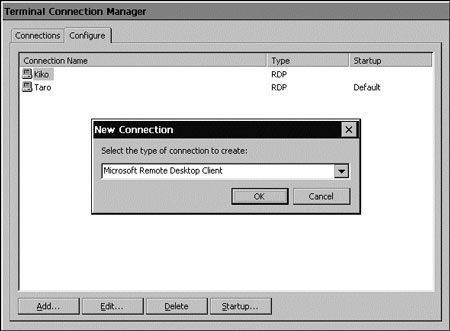 Terminal Connection Manager
Connections Configure
Connection Name Type Startup
Kiko RDP
Taro RDP Default
New Connection
Select the type of connection to create:
Microsoft Remote Desktop Client
OK Cancel
Add... Edit... Delete Startup...